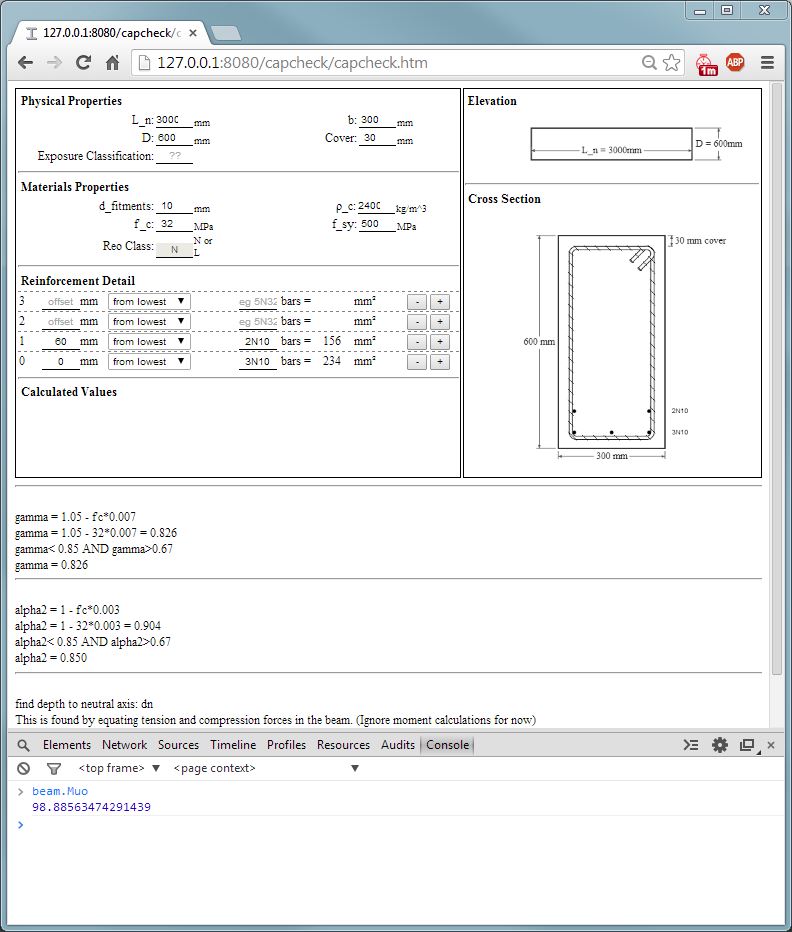 127.0.0.1:8080/capcheck/c
127.0.0.1:8080/capcheck/capcheck.htm
1m
ABP
Physical Properties
L_n: 3000 mm b: 300 mm
D: 600 mm Cover: 30 mm
Exposure Classification: ??
Materials Properties
d_fitments: 10 mm ρ_c: 2400 kg/m^3
f'_c: 32 MPa f_sy: 500 MPa
Reo Class: N N or L
Reinforcement Detail
3 offset mm from lowest ▼ eg 5N32 bars = mm² - +
2 offset mm from lowest ▼ eg 5N32 bars = mm² - +
1 60 mm from lowest ▼ 2N10 bars = 156 mm² - +
0 0 mm from lowest ▼ 3N10 bars = 234 mm² - +
Calculated Values
Elevation
L_n = 3000mm
D = 600mm
Cross Section
30 mm cover
600 mm
2N10
3N10
300 mm
gamma = 1.05 - f'c*0.007
gamma = 1.05 - 32*0.007 = 0.826
gamma< 0.85 AND gamma>0.67
gamma = 0.826
alpha2 = 1 - f'c*0.003
alpha2 = 1 - 32*0.003 = 0.904
alpha2< 0.85 AND alpha2>0.67
alpha2 = 0.850
find depth to neutral axis: dn
This is found by equating tension and compression forces in the beam. (Ignore moment calculations for now)
Elements Network Sources Timeline Profiles Resources Audits Console
<top frame> ▼ <page context> ▼
> beam.Muo
98.88563474291439
>